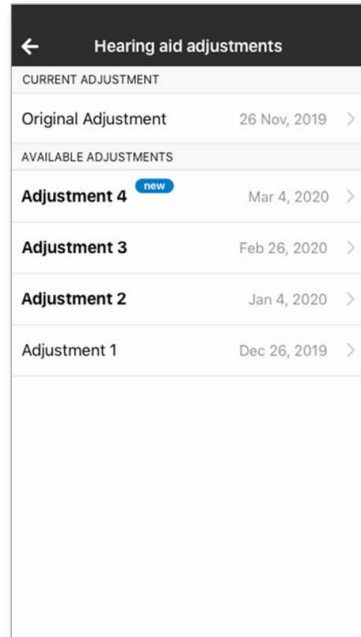 Hearing aid adjustments
CURRENT ADJUSTMENT
Original Adjustment 26 Nov, 2019
AVAILABLE ADJUSTMENTS
Adjustment 4 new Mar 4, 2020
Adjustment 3 Feb 26, 2020
Adjustment 2 Jan 4, 2020
Adjustment 1 Dec 26, 2019